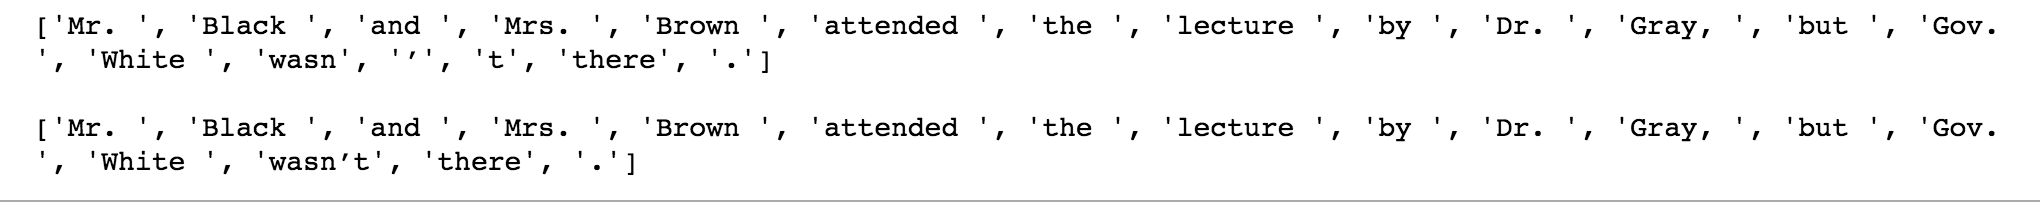 ['Mr. ', 'Black ', 'and ', 'Mrs. ', 'Brown ', 'attended ', 'the ', 'lecture ', 'by ', 'Dr. ', 'Gray, ', 'but ', 'Gov.
', 'White ', 'wasn', '’', 't', 'there', '.']
['Mr. ', 'Black ', 'and ', 'Mrs. ', 'Brown ', 'attended ', 'the ', 'lecture ', 'by ', 'Dr. ', 'Gray, ', 'but ', 'Gov.
', 'White ', 'wasn’t', 'there', '.']